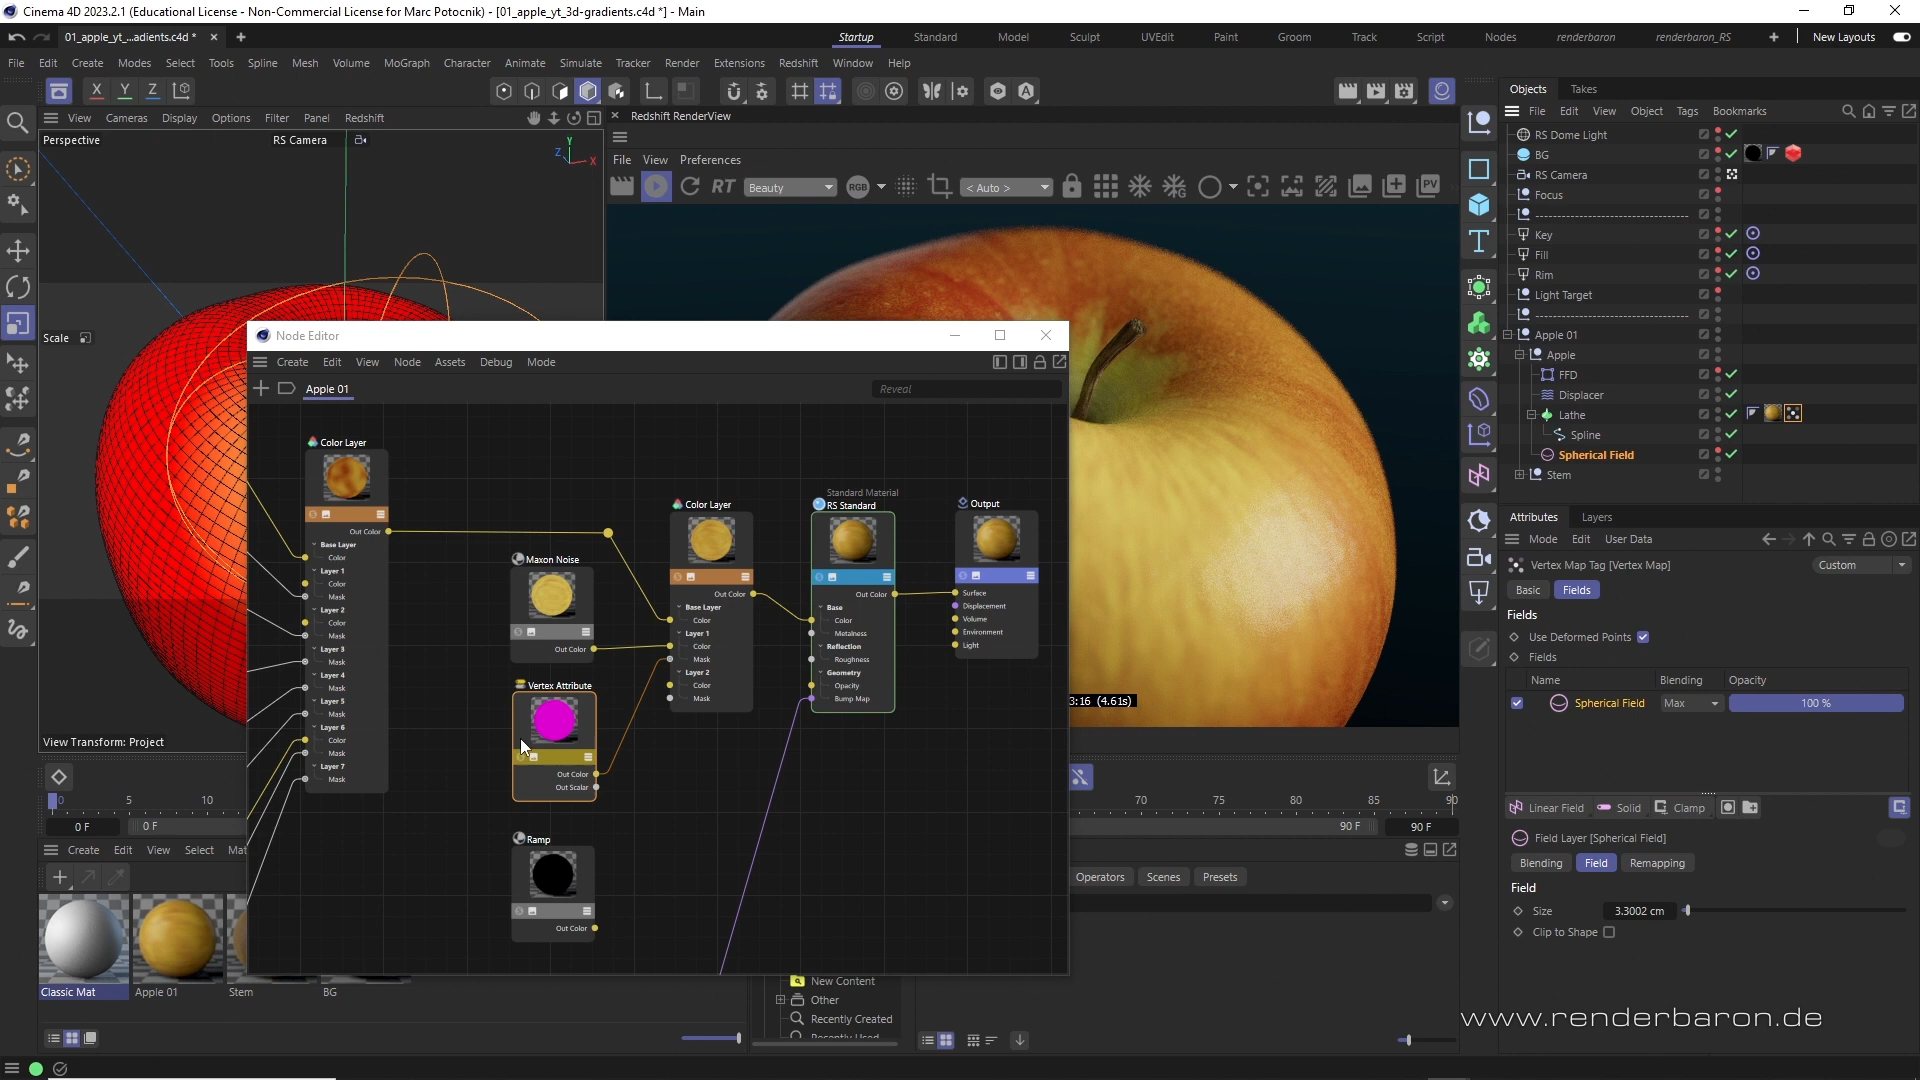 Cinema 4D 2023.2.1 (Educational License - Non-Commercial License for Marc Potocnik) - [01_apple_yt_3d-gradients.c4d *] - Main
01_apple_yt_...adients.c4d * Startup Standard Model Sculpt UVEdit Paint Groom Track Script Nodes renderbaron renderbaron_RS New Layouts
File Edit Create Modes Select Tools Spline Mesh Volume MoGraph Character Animate Simulate Tracker Render Extensions Redshift Window Help
X Y Z
Objects Takes
File Edit View Object Tags Bookmarks
View Cameras Display Options Filter Panel Redshift
Redshift RenderView
Perspective RS Camera
Y
Z X
File View Preferences
RT Beauty RGB < Auto > PV
RS Dome Light
BG
RS Camera
Focus
Key
Fill
Rim
Light Target
Apple 01
Apple
FFD
Displacer
Lathe
Spline
Spherical Field
Stem
Scale
Node Editor
Create Edit View Node Assets Debug Mode
Apple 01
Reveal
Color Layer
Out Color
Base Layer
Color
Layer 1
Color
Mask
Layer 2
Color
Mask
Layer 3
Mask
Layer 4
Mask
Layer 5
Mask
Layer 6
Color
Mask
Layer 7
Mask
Maxon Noise
Out Color
Vertex Attribute
Out Color
Out Scalar
Ramp
Out Color
Color Layer
Out Color
Base Layer
Color
Layer 1
Color
Mask
Layer 2
Color
Mask
Standard Material
RS Standard
Out Color
Base
Color
Metalness
Reflection
Roughness
Geometry
Opacity
Bump Map
Output
Surface
Displacement
Volume
Environment
Light
3:16 (4.61s)
Attributes Layers
Mode Edit User Data
Vertex Map Tag [Vertex Map] Custom
Basic Fields
Fields
Use Deformed Points
Fields
Name Blending Opacity
Spherical Field Max 100 %
Linear Field Solid Clamp
Field Layer [Spherical Field]
Blending Field Remapping
Field
Size 3.3002 cm
Clip to Shape
View Transform: Project
0 5 10 70 75 80 85 90
0 F 0 F 90 F 90 F
Create Edit View Select Mat
Operators Scenes Presets
Classic Mat Apple 01 Stem BG
New Content
Other
Recently Created
Recently Used
www.renderbaron.de